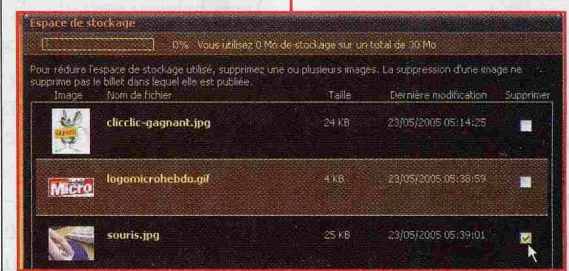 Espace de stockage
0% Vous utilisez 0 Mo de stockage sur un total de 30 Mo
Pour réduire l'espace de stockage utilisé, supprimez une ou plusieurs images. La suppression d'une image ne
supprime pas le billet dans lequel elle est publiée.
Image Nom de fichier Taille Dernière modification Supprimer
clicclic-gagnant.jpg 24 KB 23/05/2005 05:14:25
Micro
logomicrohebdo.gif 4 KB 23/05/2005 05:38:59
souris.jpg 25 KB 23/05/2005 05:39:01